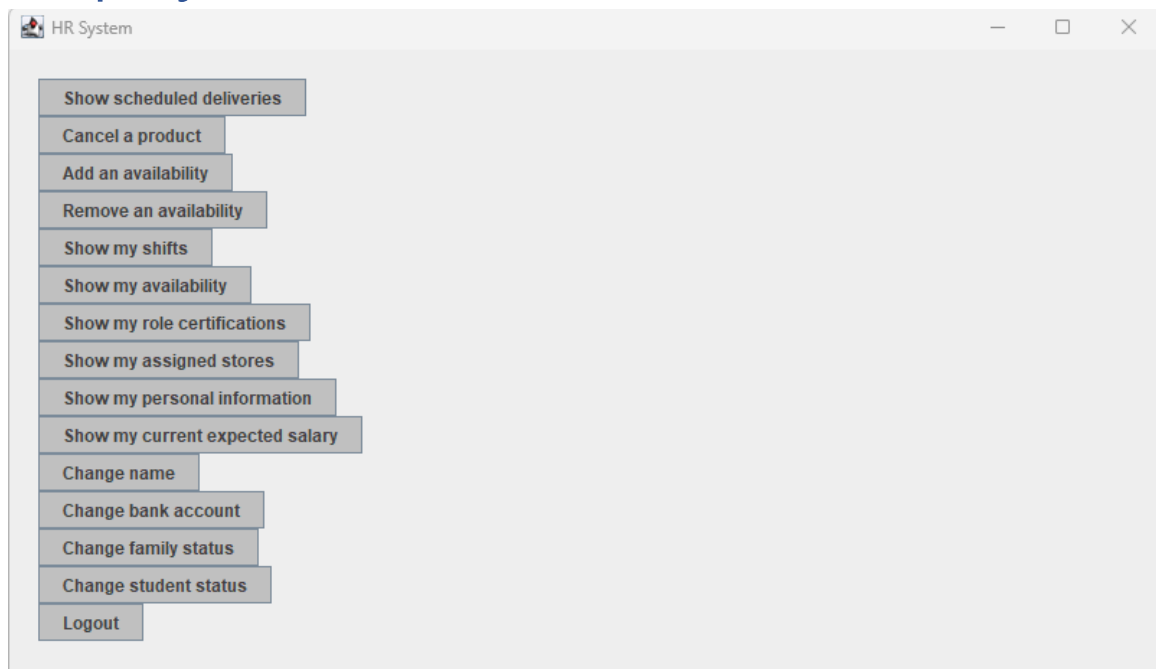 HR System
Show scheduled deliveries
Cancel a product
Add an availability
Remove an availability
Show my shifts
Show my availability
Show my role certifications
Show my assigned stores
Show my personal information
Show my current expected salary
Change name
Change bank account
Change family status
Change student status
Logout